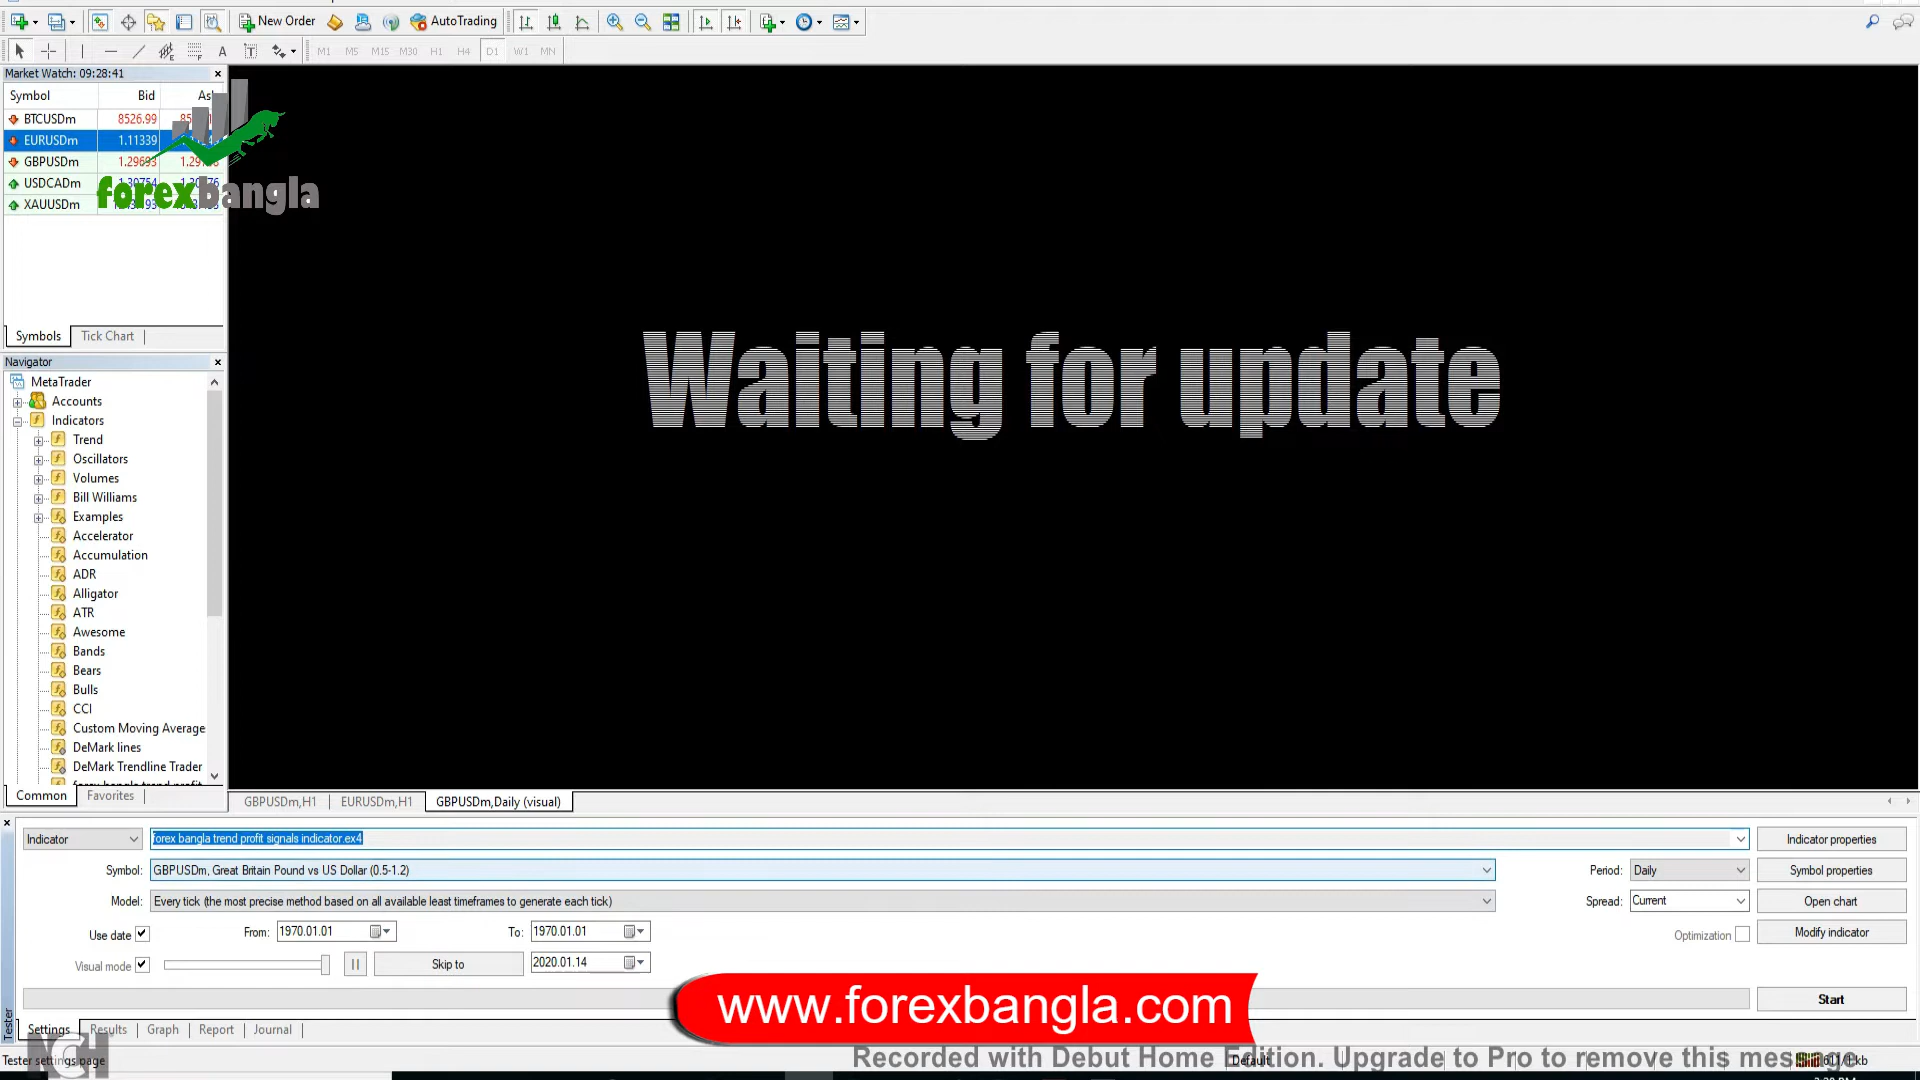 New Order
AutoTrading
A
T
M1 M5 M15 M30 H1 H4 D1 W1 MN
Market Watch: 09:28:41
Symbol Bid
BTCUSDm 8526.99
EURUSDm 1.11339
GBPUSDm 1.29693
USDCADm
XAUUSDm
forexbangla
Symbols Tick Chart
Navigator
MetaTrader
Accounts
Indicators
Trend
Oscillators
Volumes
Bill Williams
Examples
Accelerator
Accumulation
ADR
Alligator
ATR
Awesome
Bands
Bears
Bulls
CCI
Custom Moving Average
DeMark lines
DeMark Trendline Trader
Common Favorites
Waiting for update
GBPUSDm,H1 EURUSDm,H1 GBPUSDm,Daily (visual)
Indicator forex bangla trend profit signals indicator.ex4 Indicator properties
Symbol: GBPUSDm, Great Britain Pound vs US Dollar (0.5-1.2) Period: Daily Symbol properties
Model: Every tick (the most precise method based on all available least timeframes to generate each tick) Spread: Current Open chart
Use date From: 1970.01.01 To: 1970.01.01 Optimization Modify indicator
Visual mode Skip to 2020.01.14
Start
www.forexbangla.com
Tester
Settings Results Graph Report Journal
NCH
Tester settings page
Default
Recorded with Debut Home Edition. Upgrade to Pro to remove this message